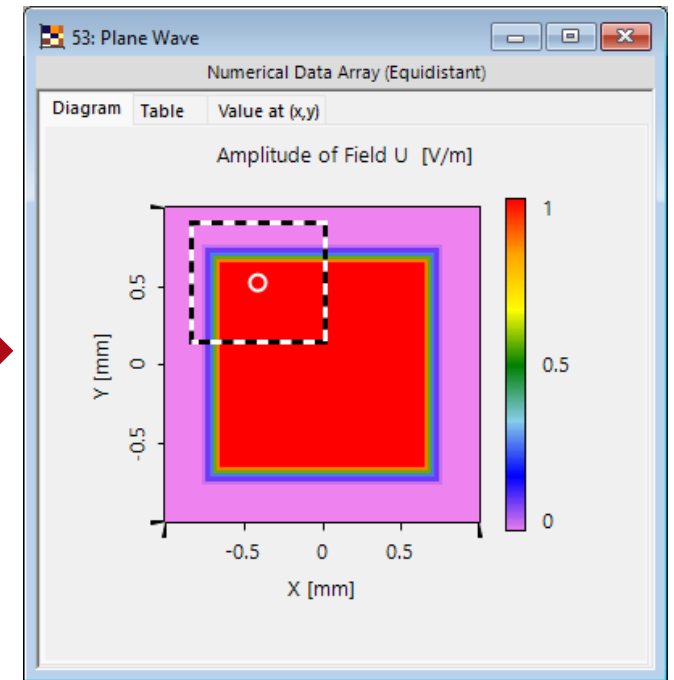 53: Plane Wave
Numerical Data Array (Equidistant)
Diagram Table Value at (x,y)
Amplitude of Field U [V/m]
1
0.5
0
Y [mm]
0.5
0
-0.5
-0.5 0 0.5
X [mm]